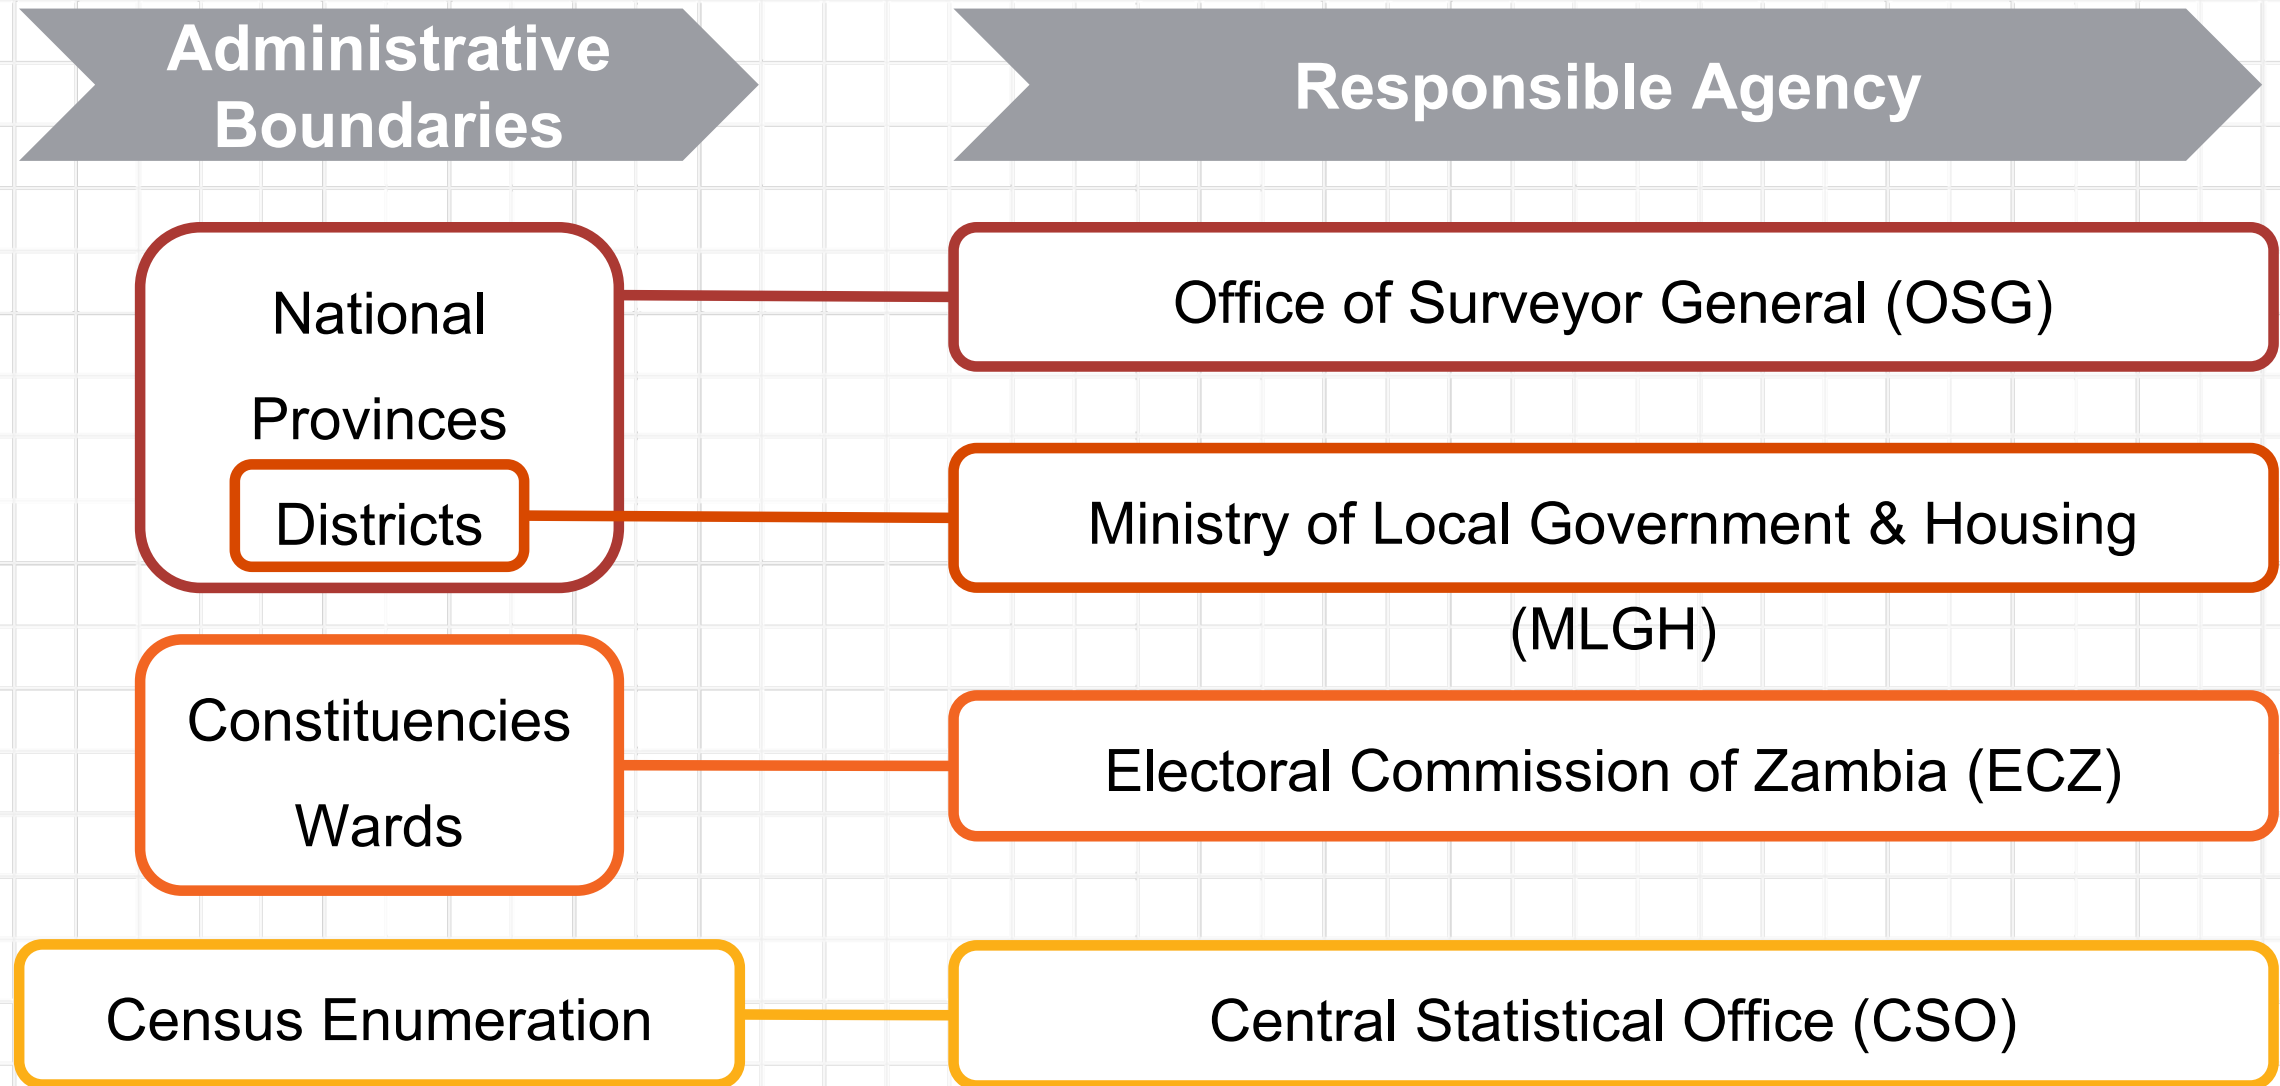 Administrative
Boundaries
Responsible Agency
National
Provinces
Districts
Office of Surveyor General (OSG)
Ministry of Local Government & Housing
(MLGH)
Constituencies
Wards
Electoral Commission of Zambia (ECZ)
Census Enumeration
Central Statistical Office (CSO)